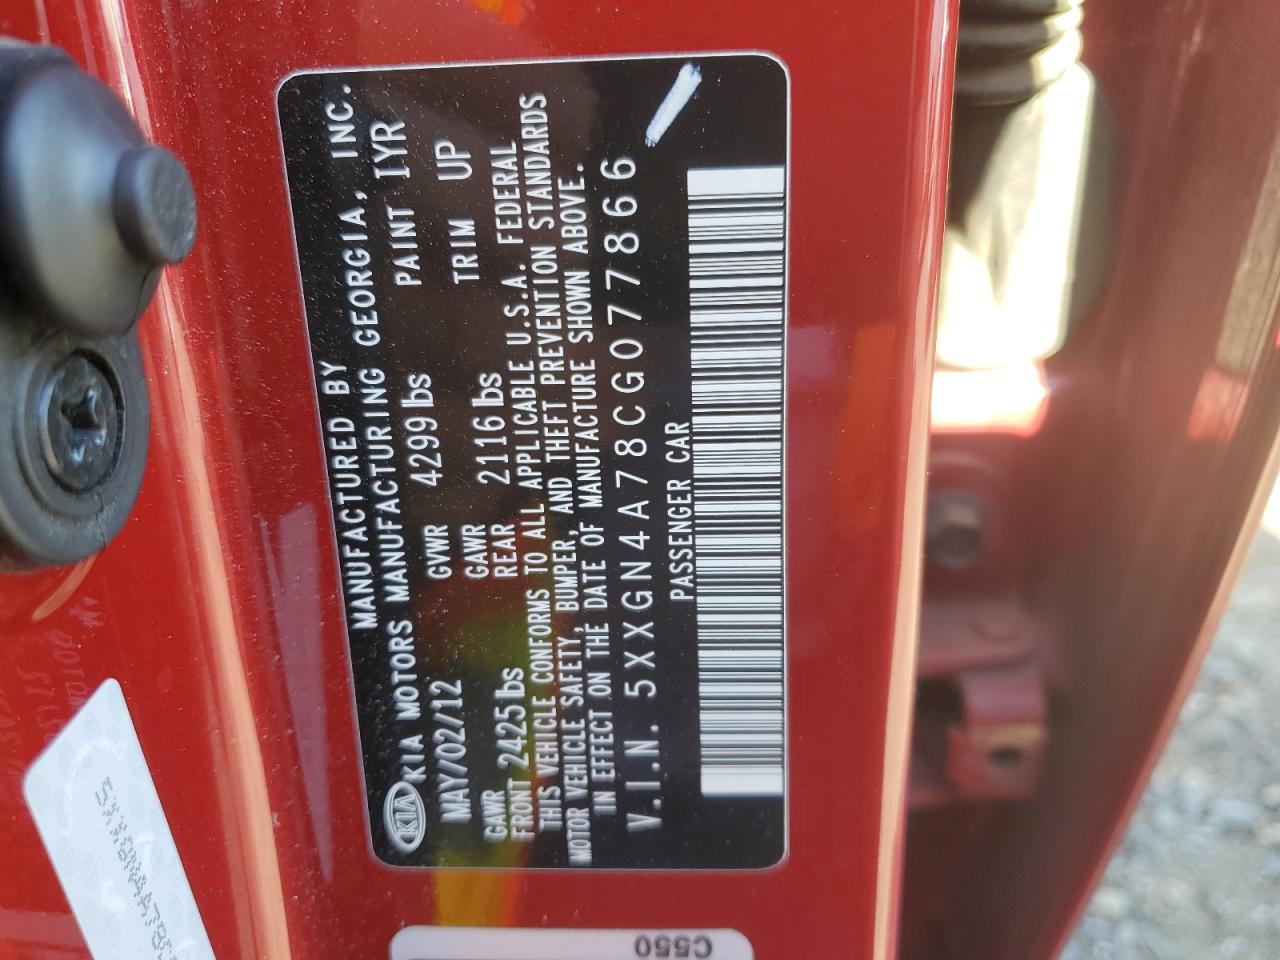 MANUFACTURED BY
KIA MOTORS MANUFACTURING GEORGIA, INC.
KIA
MAY/02/12 GVWR 4299lbs PAINT IYR
GAWR FRONT 2425lbs GAWR REAR 2116lbs TRIM UP
THIS VEHICLE CONFORMS TO ALL APPLICABLE U.S.A. FEDERAL
MOTOR VEHICLE SAFETY, BUMPER, AND THEFT PREVENTION STANDARDS
IN EFFECT ON THE DATE OF MANUFACTURE SHOWN ABOVE.
V.I.N. 5XXGN4A78CG077866
PASSENGER CAR
C550